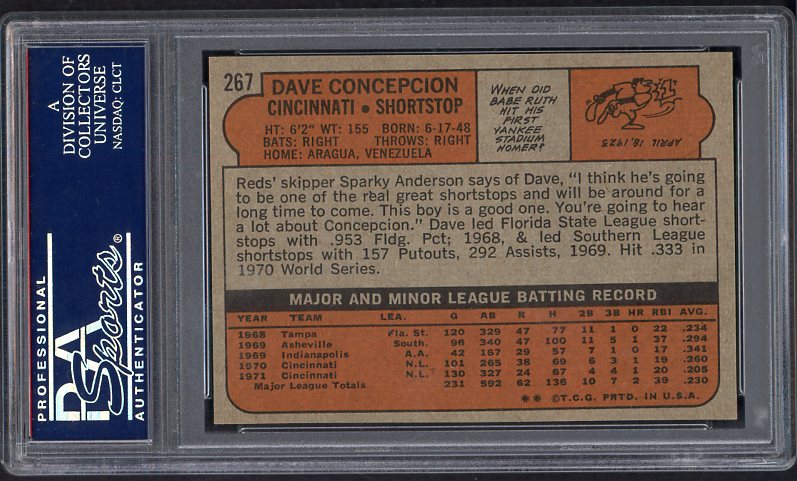 A
DIVISION OF
COLLECTORS
UNIVERSE
NASDAQ: CLCT
PROFESSIONAL
PSA
Sports®
AUTHENTICATOR
267
DAVE CONCEPCION
CINCINNATI • SHORTSTOP
HT: 6'2" WT: 155 BORN: 6-17-48
BATS: RIGHT THROWS: RIGHT
HOME: ARAGUA, VENEZUELA
WHEN DID
BABE RUTH
HIT HIS
FIRST
YANKEE
STADIUM
HOMER?
APRIL 18, 1923
Reds' skipper Sparky Anderson says of Dave, "I think he's going
to be one of the real great shortstops and will be around for a
long time to come. This boy is a good one. You're going to hear
a lot about Concepcion." Dave led Florida State League short-
stops with .953 Fldg. Pct; 1968, & led Southern League
shortstops with 157 Putouts, 292 Assists, 1969. Hit .333 in
1970 World Series.
MAJOR AND MINOR LEAGUE BATTING RECORD
YEAR TEAM LEA. G AB R H 2B 3B HR RBI AVG.
1968 Tampa Fla. St. 120 329 47 77 11 1 0 22 .234
1969 Asheville South. 96 340 47 100 11 5 1 37 .294
1969 Indianapolis A.A. 42 167 29 57 7 1 0 17 .341
1970 Cincinnati N.L. 101 265 38 69 6 3 1 19 .260
1971 Cincinnati N.L. 130 327 24 67 4 4 1 20 .205
Major League Totals 231 592 62 136 10 7 2 39 .230
** ©T.C.G. PRTD. IN U.S.A.